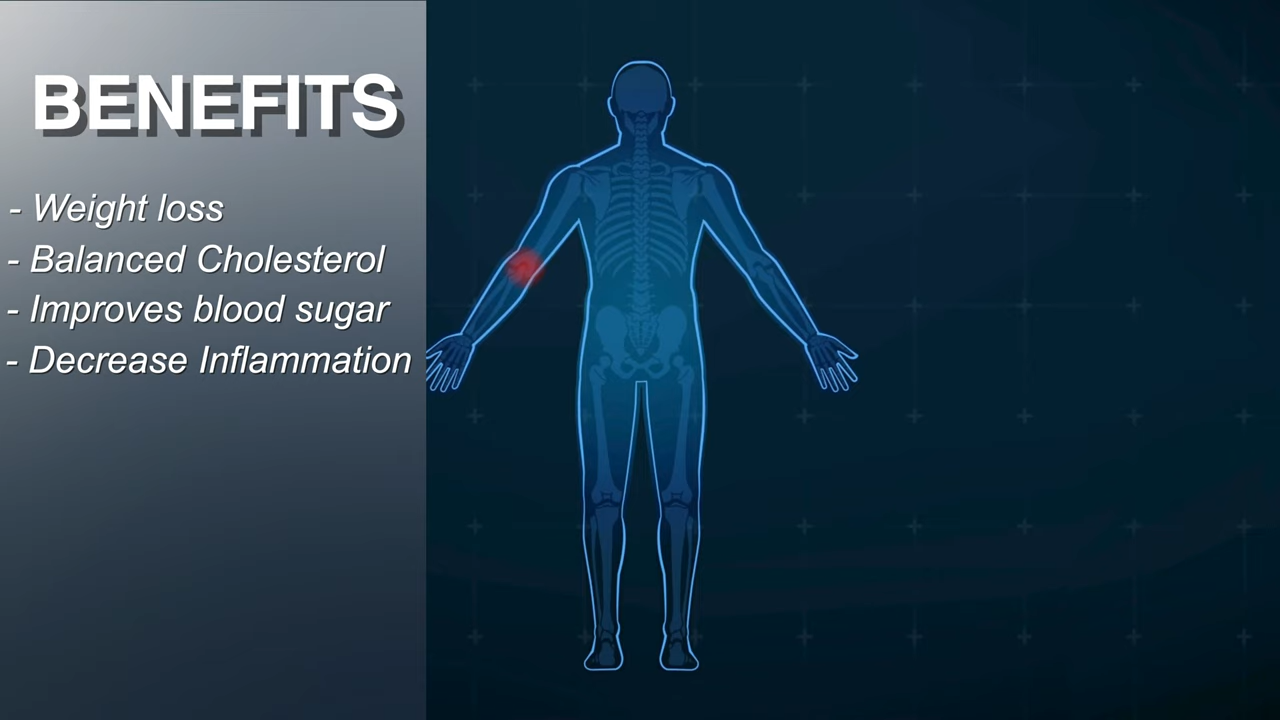 BENEFITS
- Weight loss
- Balanced Cholesterol
- Improves blood sugar
- Decrease Inflammation